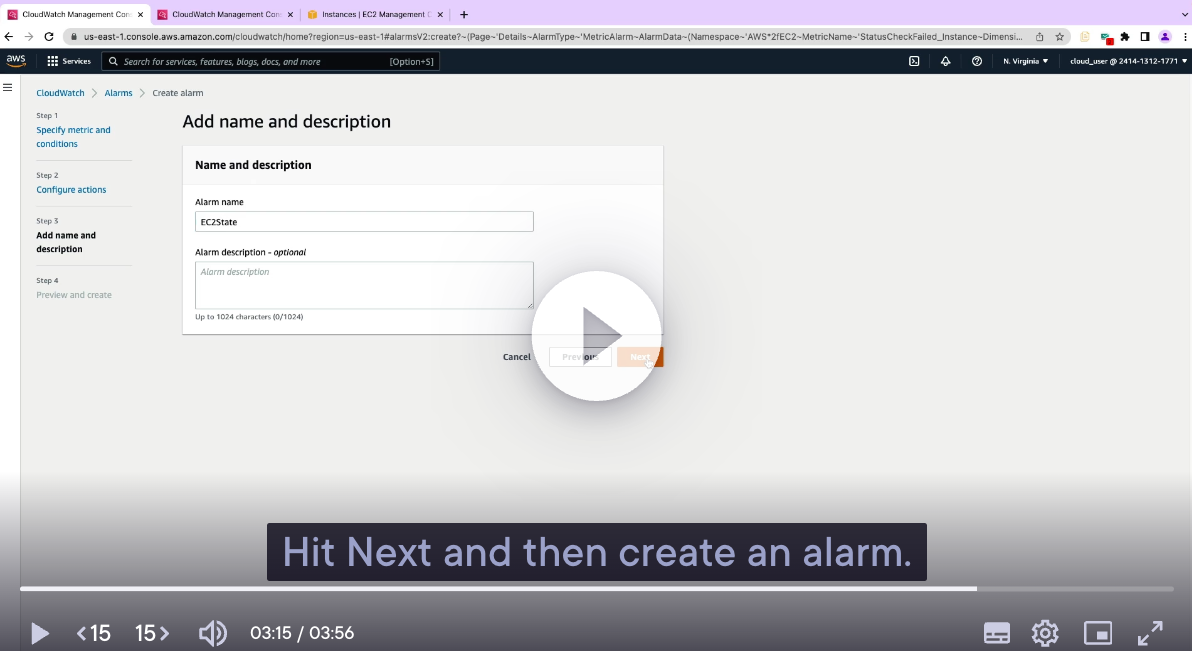 CloudWatch Management Con
CloudWatch Management Con
Instances | EC2 Management C
us-east-1.console.aws.amazon.com/cloudwatch/home?region=us-east-1#alarmsV2:create?~(Page~'Details~AlarmType~'MetricAlarm~AlarmData~(Namespace~'AWS*2fEC2~MetricName~'StatusCheckFailed_Instance~Dimensi...
aws
Services
Search for services, features, blogs, docs, and more
[Option+S]
N. Virginia
cloud_user @ 2414-1312-1771
CloudWatch > Alarms > Create alarm
Step 1
Specify metric and
conditions
Step 2
Configure actions
Step 3
Add name and
description
Step 4
Preview and create
Add name and description
Name and description
Alarm name
EC2State
Alarm description - optional
Alarm description
Up to 1024 characters (0/1024)
Cancel
Previous
Next
Hit Next and then create an alarm.
<15
15>
03:15 / 03:56